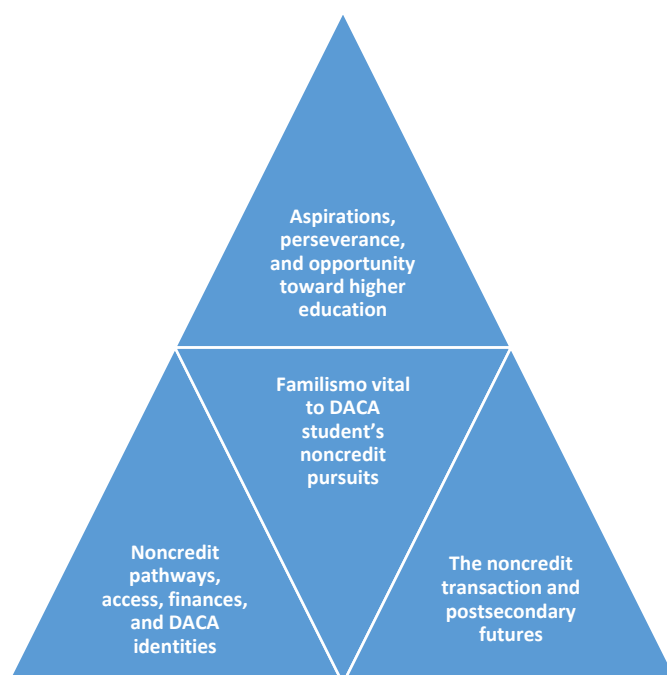 Aspirations,
perseverance,
and opportunity
toward higher
education
Familismo vital
to DACA
student’s
noncredit
pursuits
Noncredit
pathways,
access, finances,
and DACA
identities
The noncredit
transaction and
postsecondary
futures